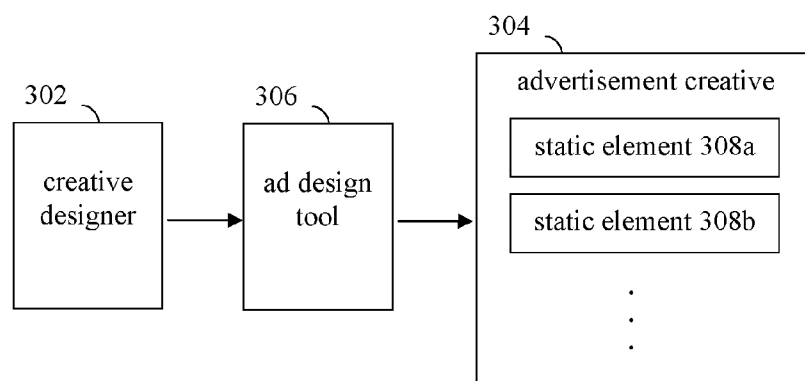 304
302
306
advertisement creative
static element 308a
creative
designer
ad design
tool
static element 308b